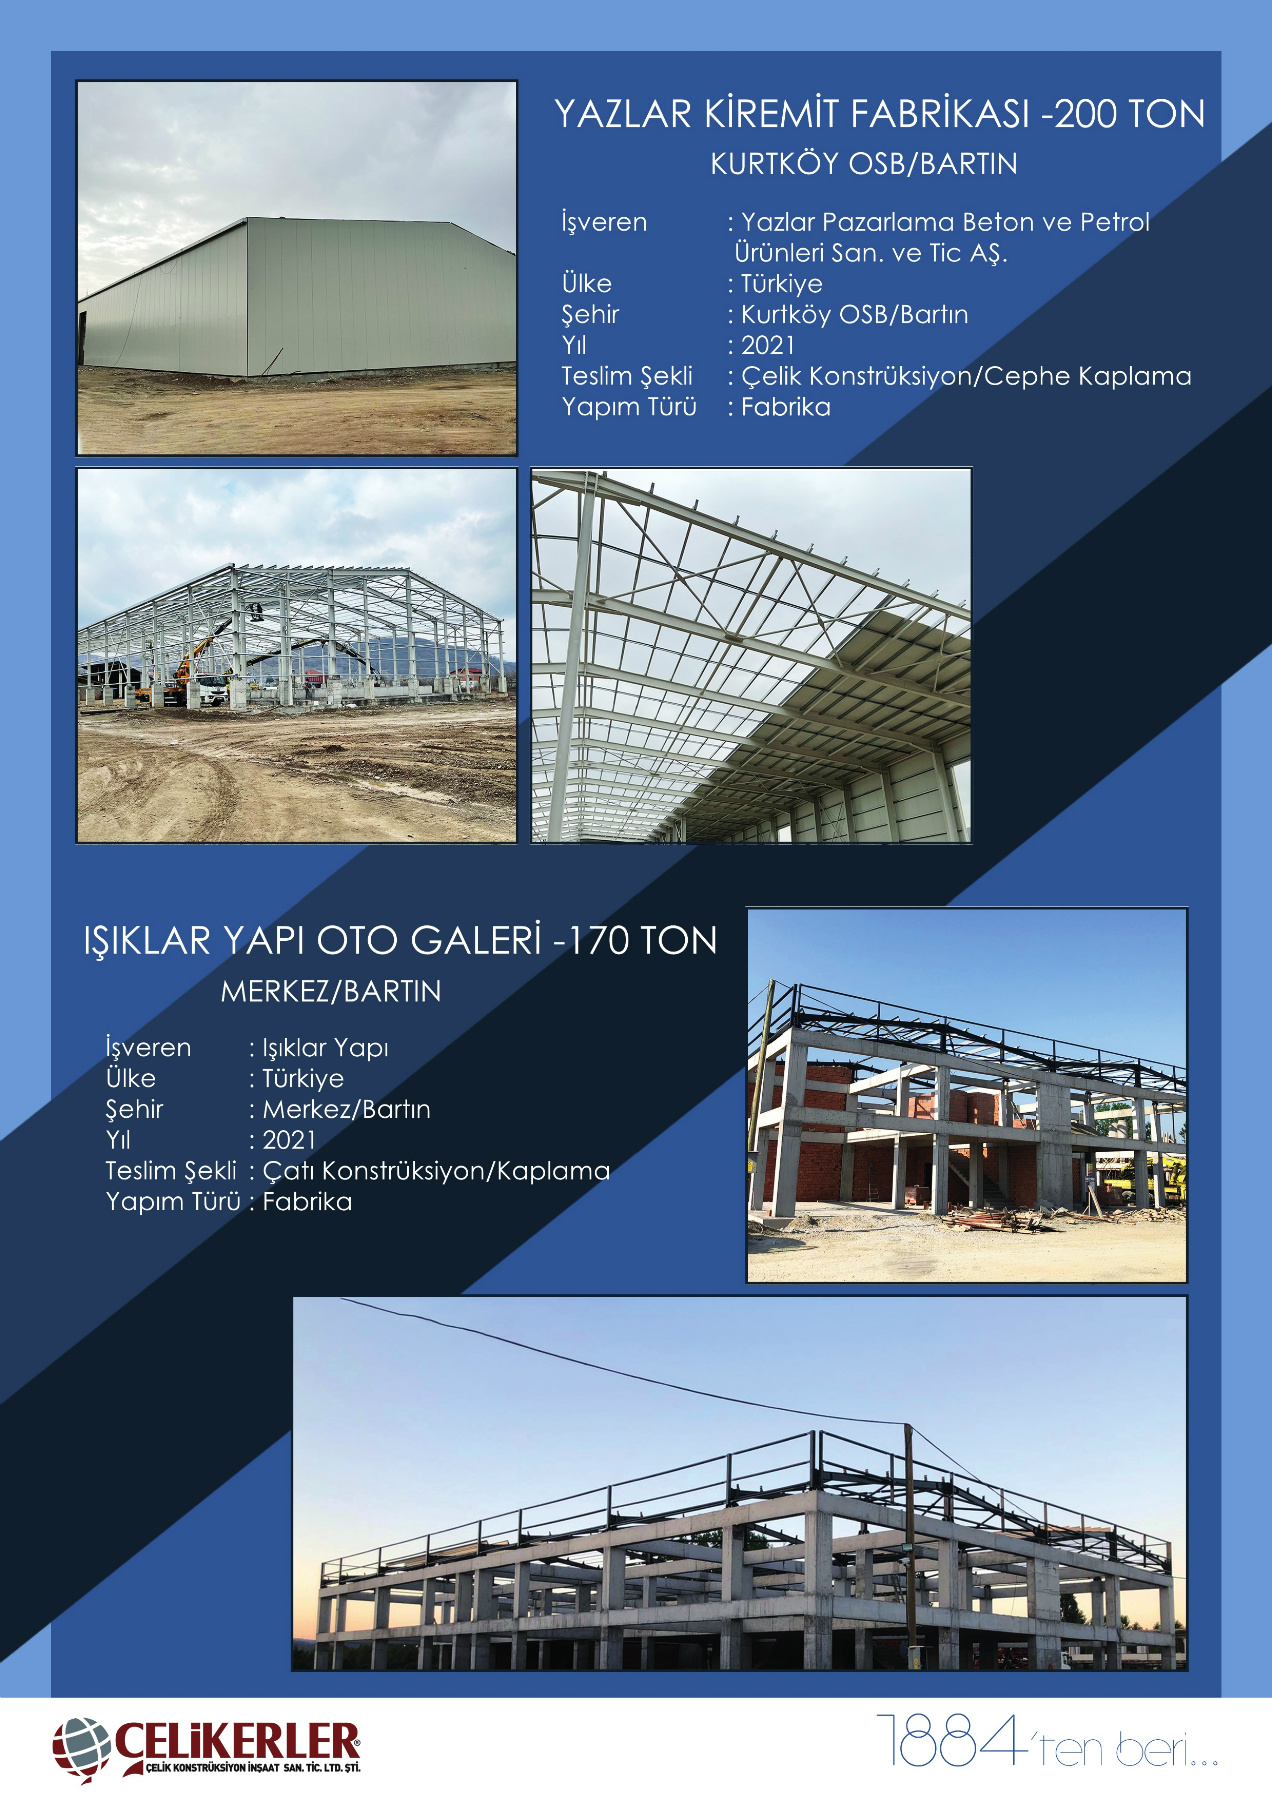 YAZLAR KİREMİT FABRİKASI -200 TON
KURTKÖY OSB/BARTIN
İşveren : Yazlar Pazarlama Beton ve Petrol
Ürünleri San. ve Tic AŞ.
Ülke : Türkiye
Şehir : Kurtköy OSB/Bartın
Yıl : 2021
Teslim Şekli : Çelik Konstrüksiyon/Cephe Kaplama
Yapım Türü : Fabrika
IŞIKLAR YAPI OTO GALERİ -170 TON
MERKEZ/BARTIN
İşveren : Işıklar Yapı
Ülke : Türkiye
Şehir : Merkez/Bartın
Yıl : 2021
Teslim Şekli : Çatı Konstrüksiyon/Kaplama
Yapım Türü : Fabrika
ÇELiKERLER®
ÇELİK KONSTRÜKSİYON İNŞAAT SAN. TİC. LTD. ŞTİ.
1884'ten beri...